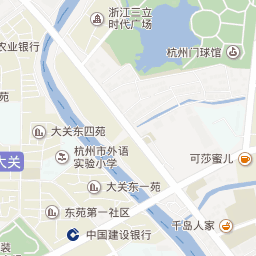 浙江三立
时代广场
杭州门球馆
农业银行
苑
大关东四苑
大关
杭州市外语
实验小学
可莎蜜儿
大关东一苑
东苑第一社区
千岛人家
中国建设银行
装